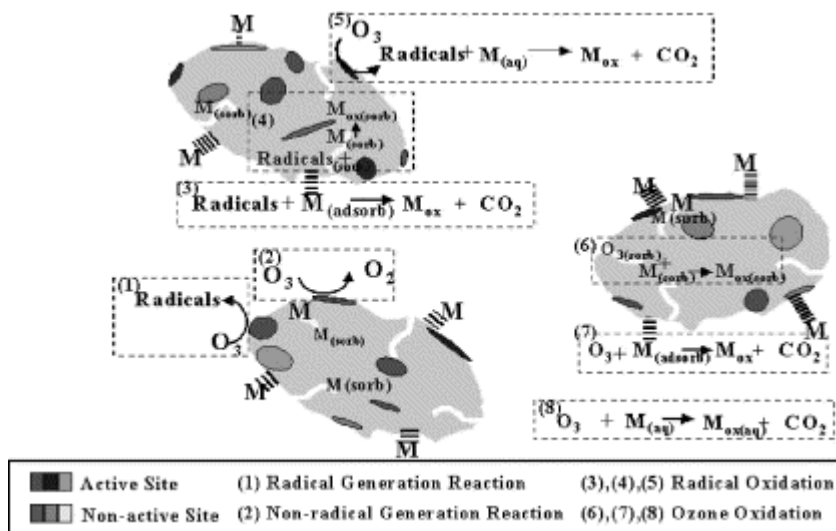 M
(5)
O3
Radicals+ M(aq) → Mox + CO2
M(sorb)
(4)
Mox(sorb)
M(sorb)
Radicals +
M
(3)
Radicals + M(adsorb) → Mox + CO2
M
M
M(sorb)
(6) O3(sorb)+
M(sorb) → Mox(sorb)
M
(7)
O3+ M(adsorb) → Mox+ CO2
(8)
O3 + M(aq) → Mox(aq)+ CO2
(2)
O3 O2
(1)
Radicals
O3
M
M(sorb)
M
M
M(sorb)
M
Active Site (1) Radical Generation Reaction (3),(4),(5) Radical Oxidation
Non-active Site (2) Non-radical Generation Reaction (6),(7),(8) Ozone Oxidation